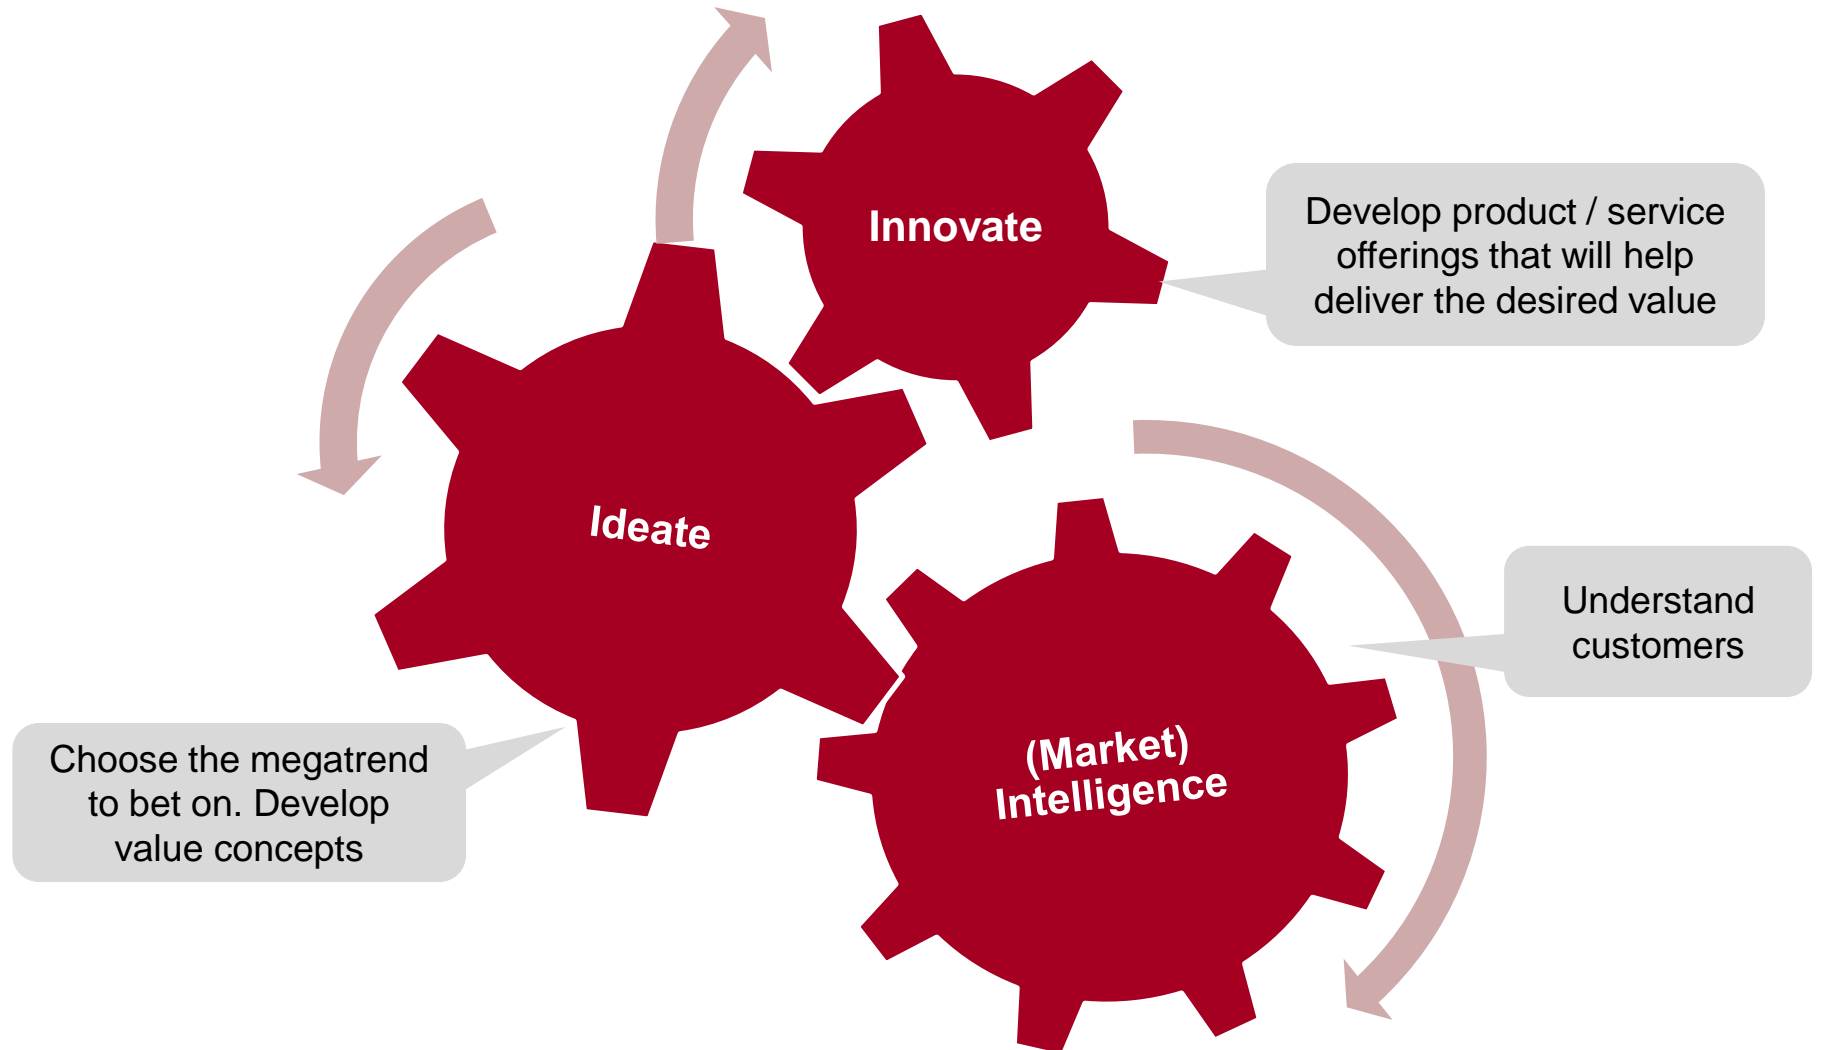 Innovate
Develop product / service
offerings that will help
deliver the desired value
Ideate
Understand
customers
Choose the megatrend
to bet on. Develop
value concepts
(Market)
Intelligence